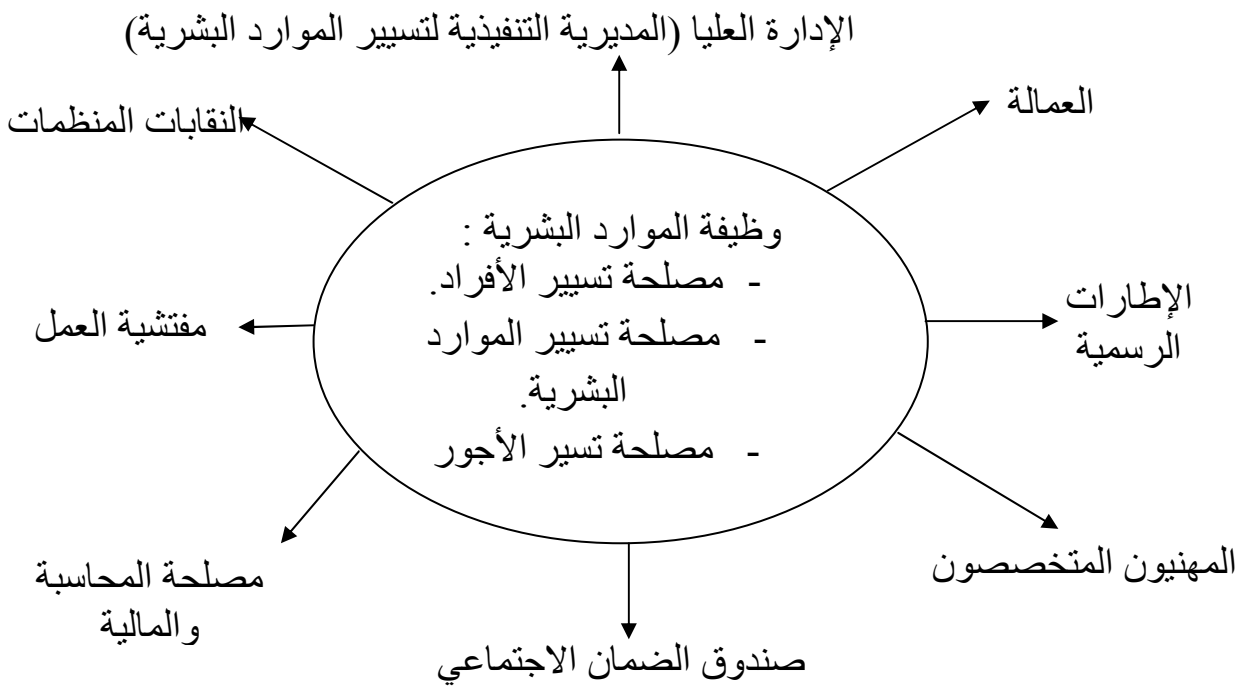 الإدارة العليا (المديرية التنفيذية لتسيير الموارد البشرية)
العمالة
النقابات المنظمات
وظيفة الموارد البشرية :
- مصلحة تسيير الأفراد.
- مصلحة تسيير الموارد
البشرية.
- مصلحة تسير الأجور
الإطارات
الرسمية
مفتشية العمل
المهنيون المتخصصون
مصلحة المحاسبة
والمالية
صندوق الضمان الاجتماعي